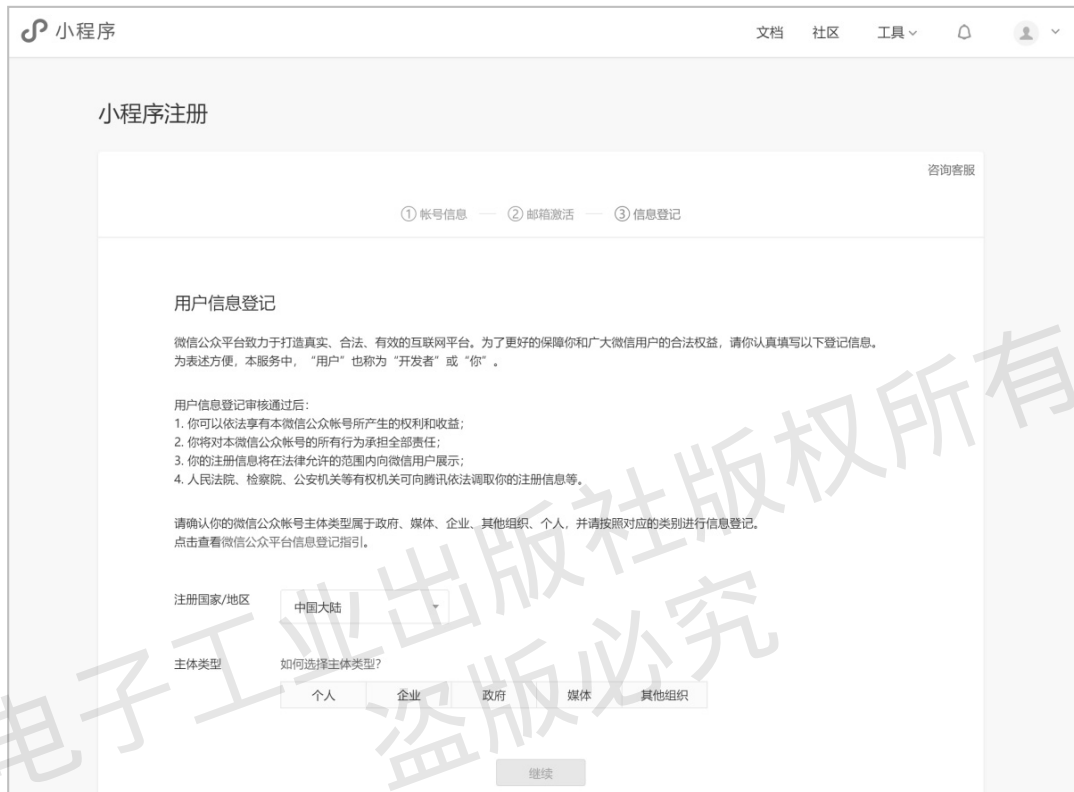 小程序
文档 社区 工具
小程序注册
咨询客服
① 帐号信息 — ② 邮箱激活 — ③ 信息登记
用户信息登记
微信公众平台致力于打造真实、合法、有效的互联网平台。为了更好的保障你和广大微信用户的合法权益，请你认真填写以下登记信息。
为表述方便，本服务中，“用户”也称为“开发者”或“你”。
用户信息登记审核通过后：
1. 你可以依法享有本微信公众帐号所产生的权利和收益；
2. 你将对本微信公众帐号的所有行为承担全部责任；
3. 你的注册信息将在法律允许的范围内向微信用户展示；
4. 人民法院、检察院、公安机关等有权机关可向腾讯依法调取你的注册信息等。
请确认你的微信公众帐号主体类型属于政府、媒体、企业、其他组织、个人，并请按照对应的类别进行信息登记。
点击查看微信公众平台信息登记指引。
注册国家/地区 中国大陆
主体类型 如何选择主体类型?
个人 企业 政府 媒体 其他组织
继续
电子工业出版社版权所有
盗版必究